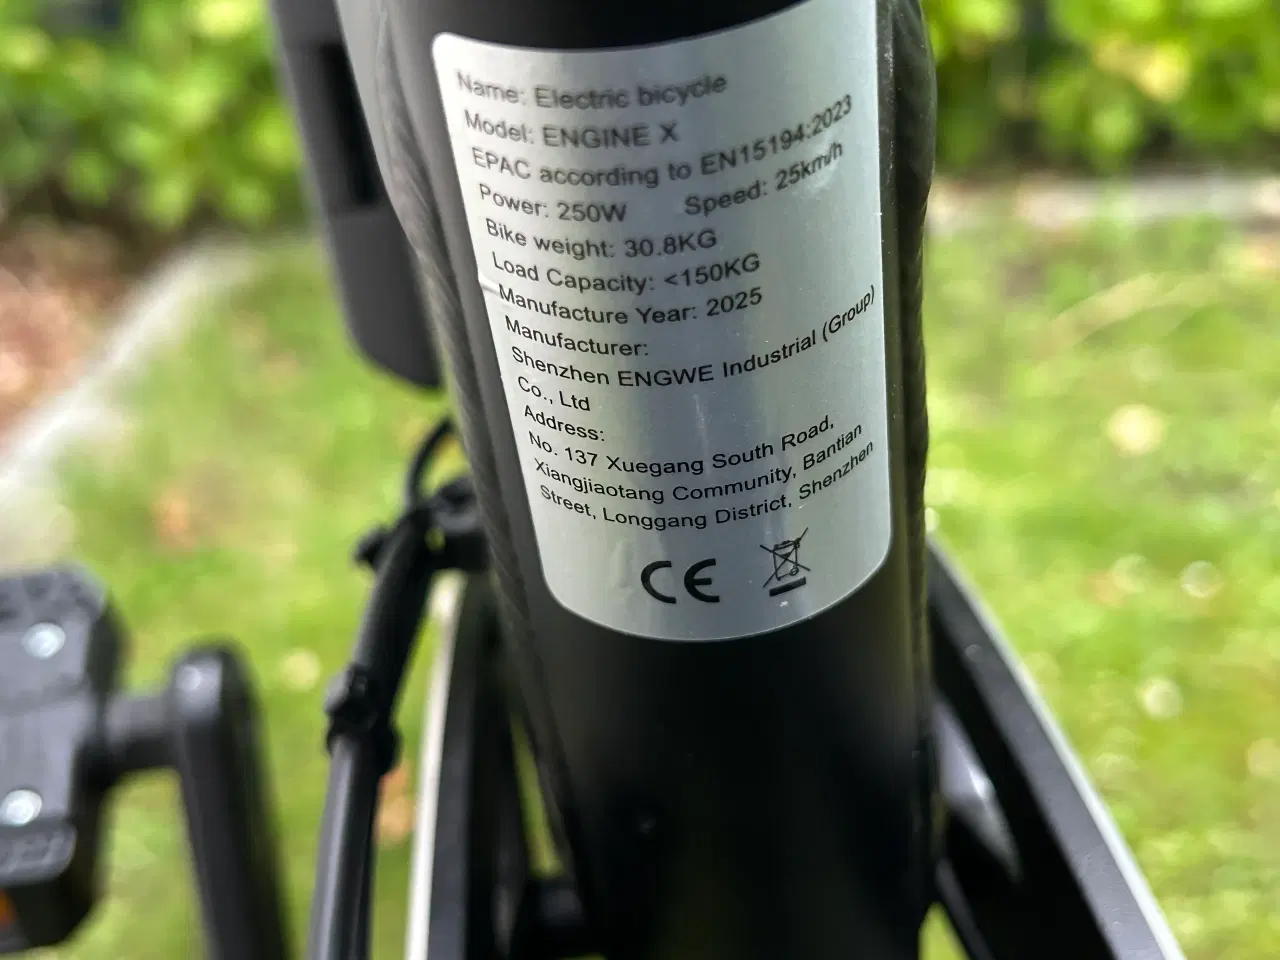 Name: Electric bicycle
Model: ENGINE X
EPAC according to EN15194:2023
Power: 250W Speed: 25km/h
Bike weight: 30.8KG
Load Capacity: <150KG
Manufacture Year: 2025
Manufacturer:
Shenzhen ENGWE Industrial (Group)
Co., Ltd
Address:
No. 137 Xuegang South Road,
Xiangjiaotang Community, Bantian
Street, Longgang District, Shenzhen
CE